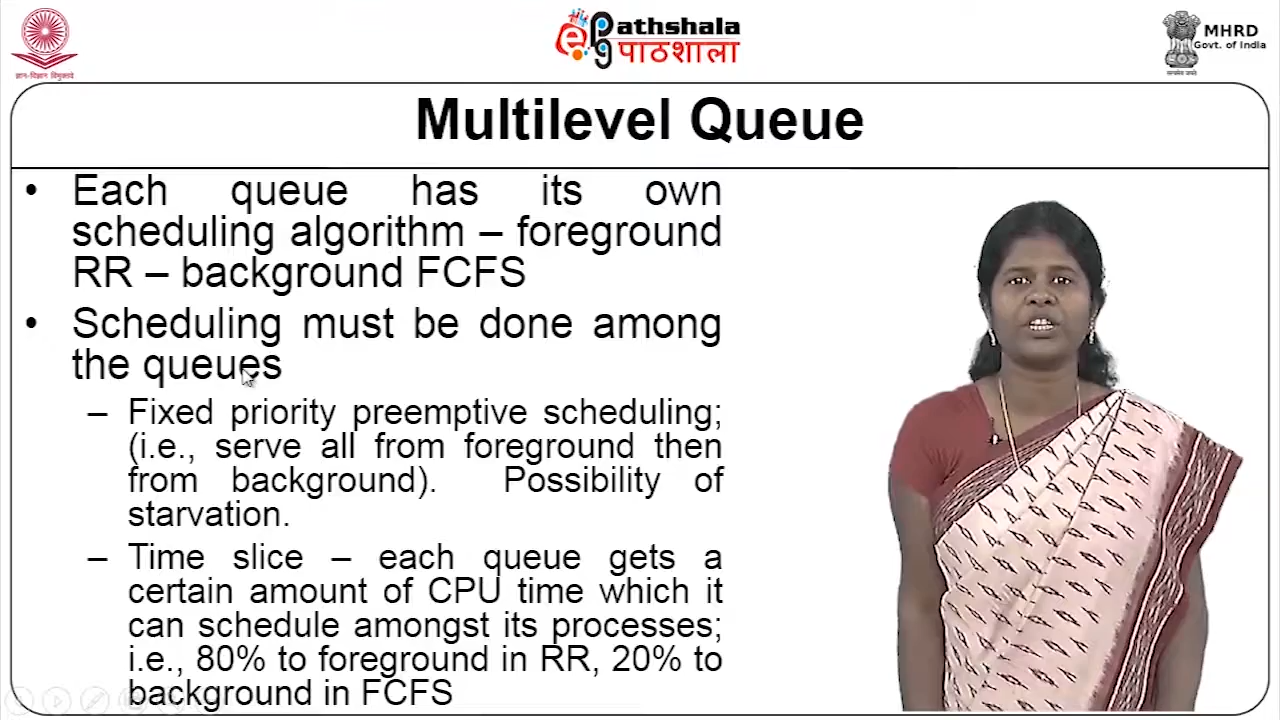 ePathshala
पाठशाला
MHRD
Govt. of India
Multilevel Queue
• Each queue has its own
scheduling algorithm – foreground
RR – background FCFS
• Scheduling must be done among
the queues
– Fixed priority preemptive scheduling;
(i.e., serve all from foreground then
from background). Possibility of
starvation.
– Time slice – each queue gets a
certain amount of CPU time which it
can schedule amongst its processes;
i.e., 80% to foreground in RR, 20% to
background in FCFS